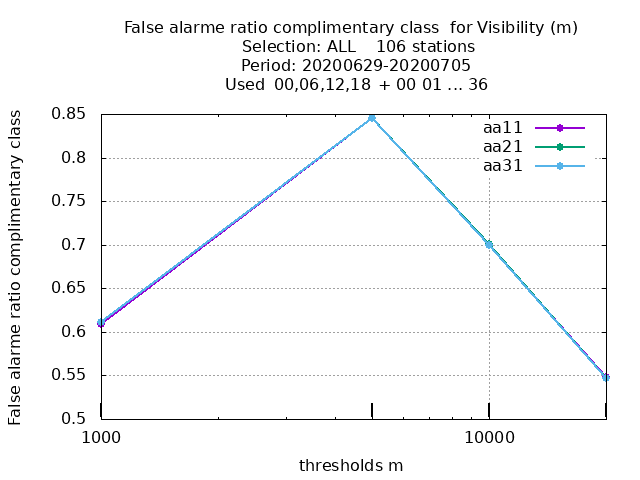 False alarme ratio complimentary class  for Visibility (m)
Selection: ALL    106 stations
Period: 20200629-20200705
Used  00,06,12,18 + 00 01 ... 36
False alarme ratio complimentary class
0.85
0.8
0.75
0.7
0.65
0.6
0.55
0.5
aa11
aa21
aa31
1000
10000
thresholds m